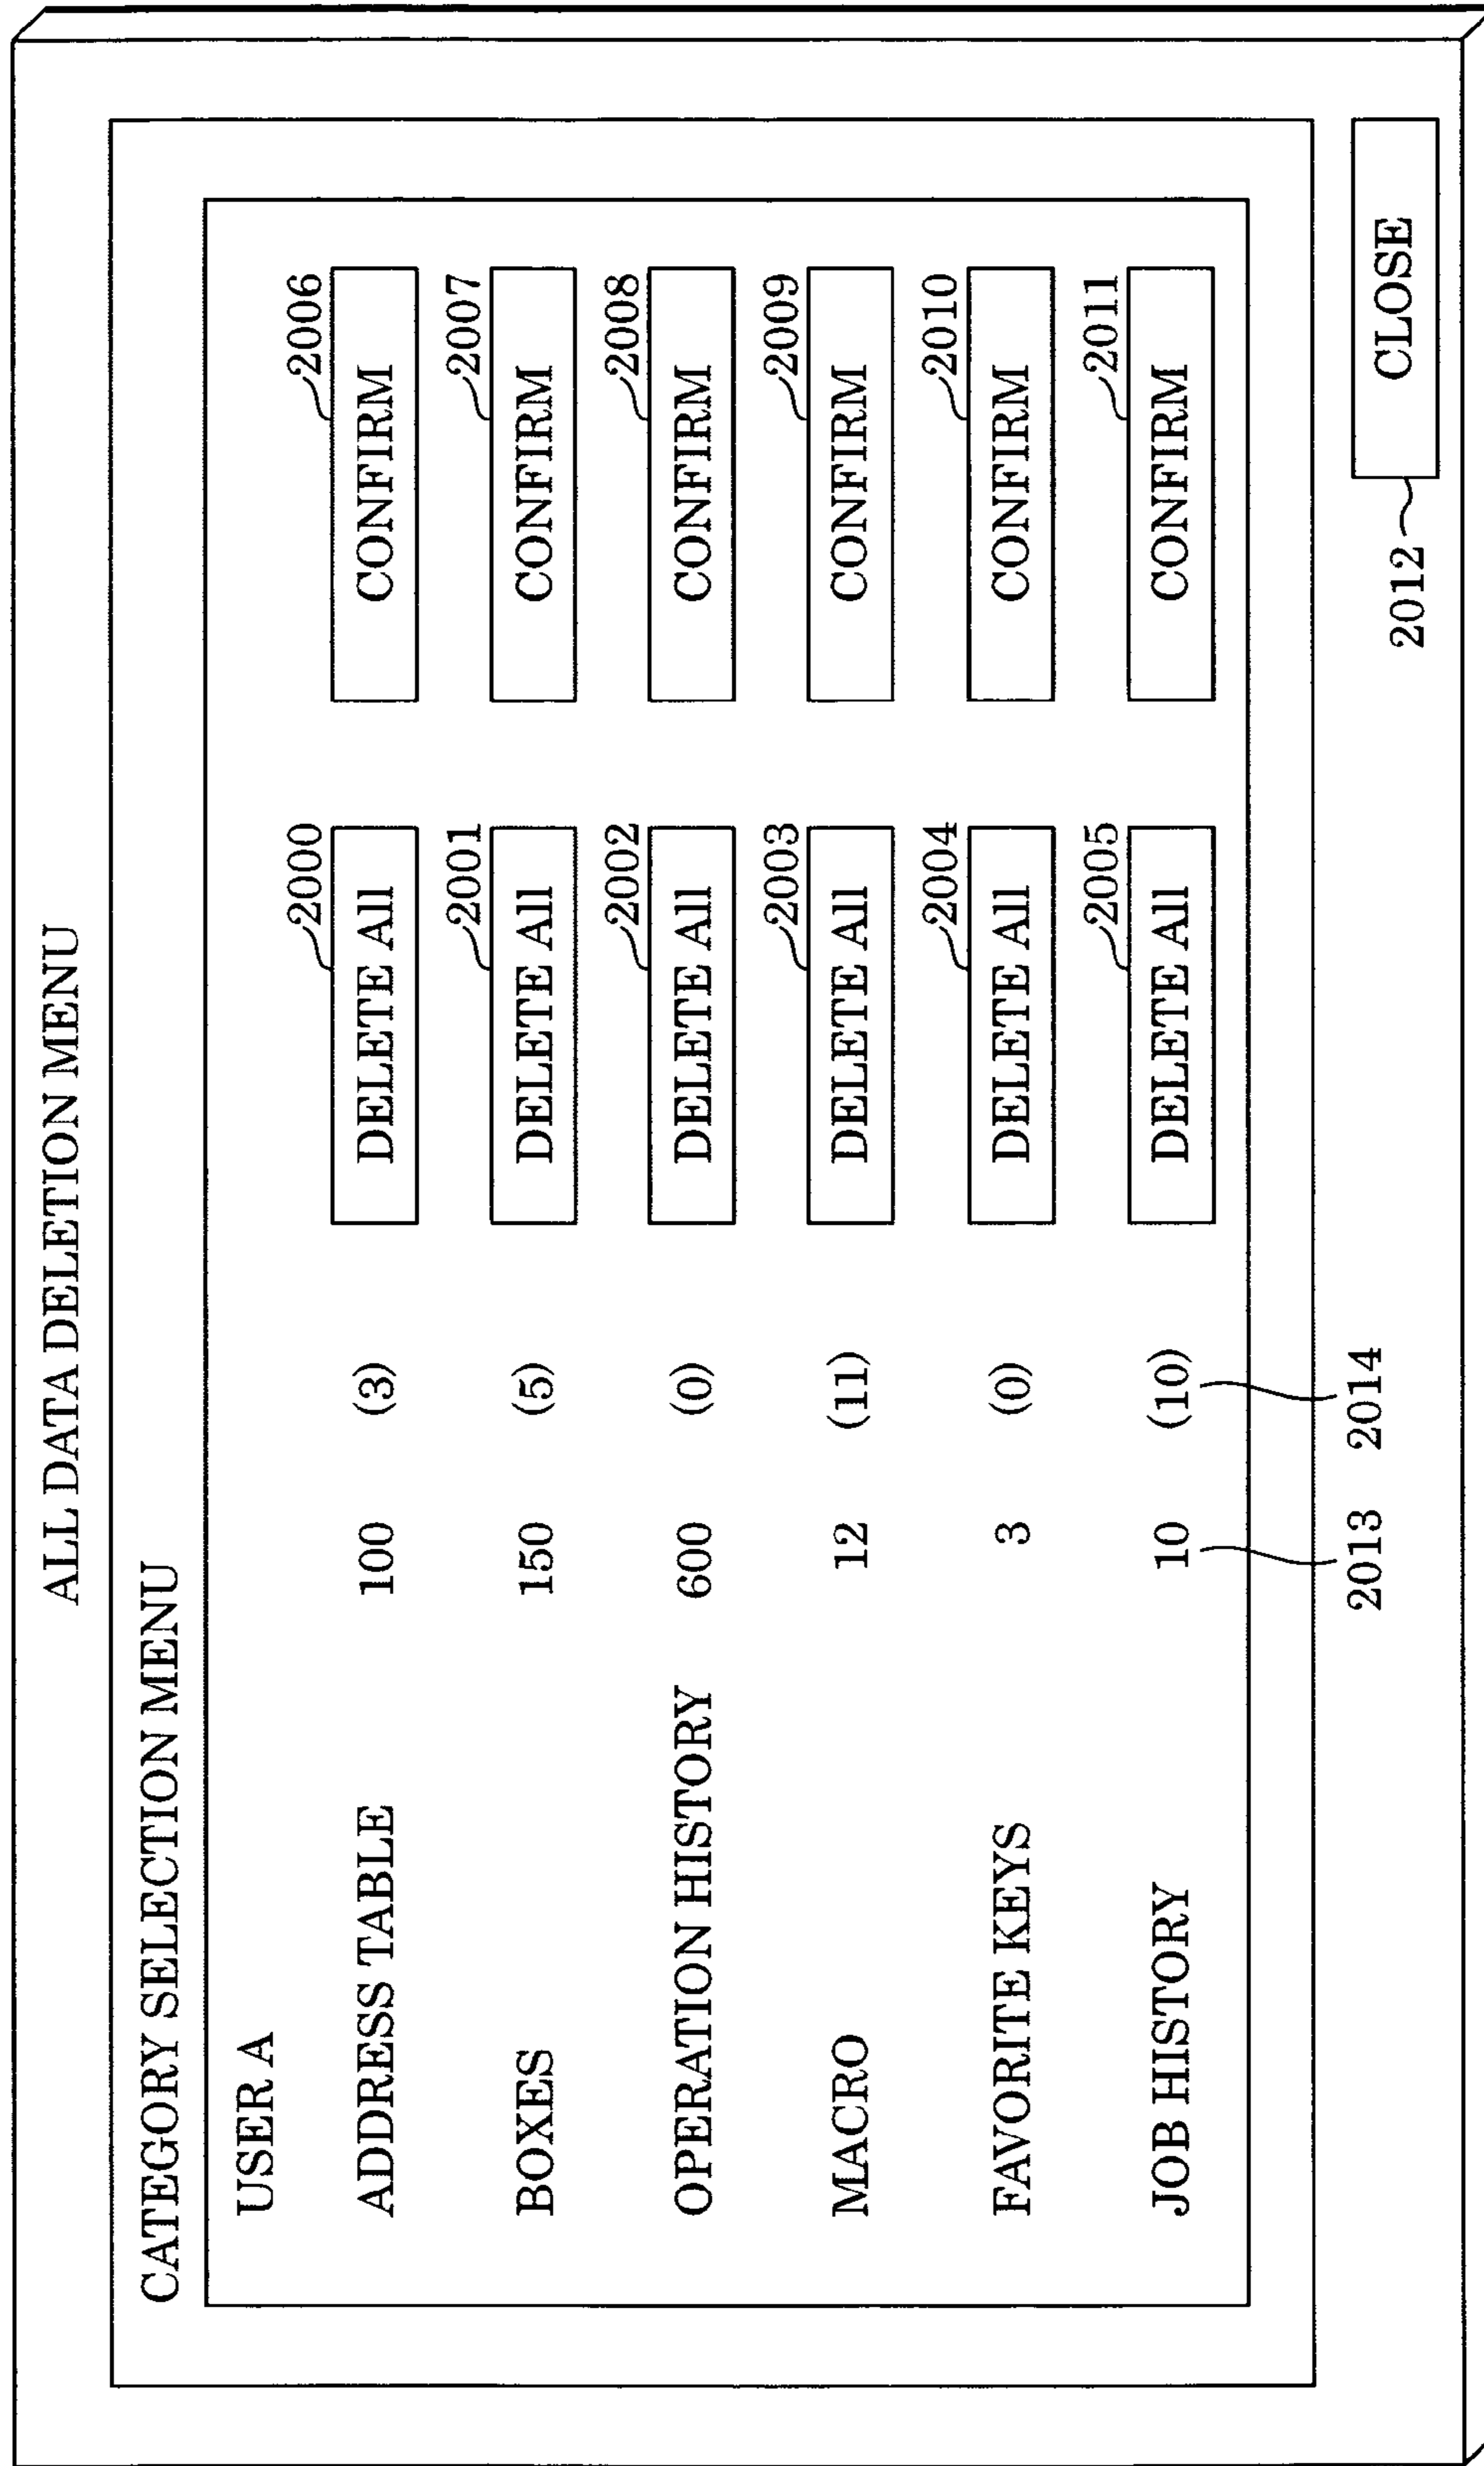 ALL DATA DELETION MENU
CATEGORY SELECTION MENU
USER A
2000 2006
ADDRESS TABLE 100 (3) DELETE All CONFIRM
2001 2007
BOXES 150 (5) DELETE All CONFIRM
2002 2008
OPERATION HISTORY 600 (0) DELETE All CONFIRM
2003 2009
MACRO 12 (11) DELETE All CONFIRM
2004 2010
FAVORITE KEYS 3 (0) DELETE All CONFIRM
2005 2011
JOB HISTORY 10 (10) DELETE All CONFIRM
2013 2014
2012 CLOSE